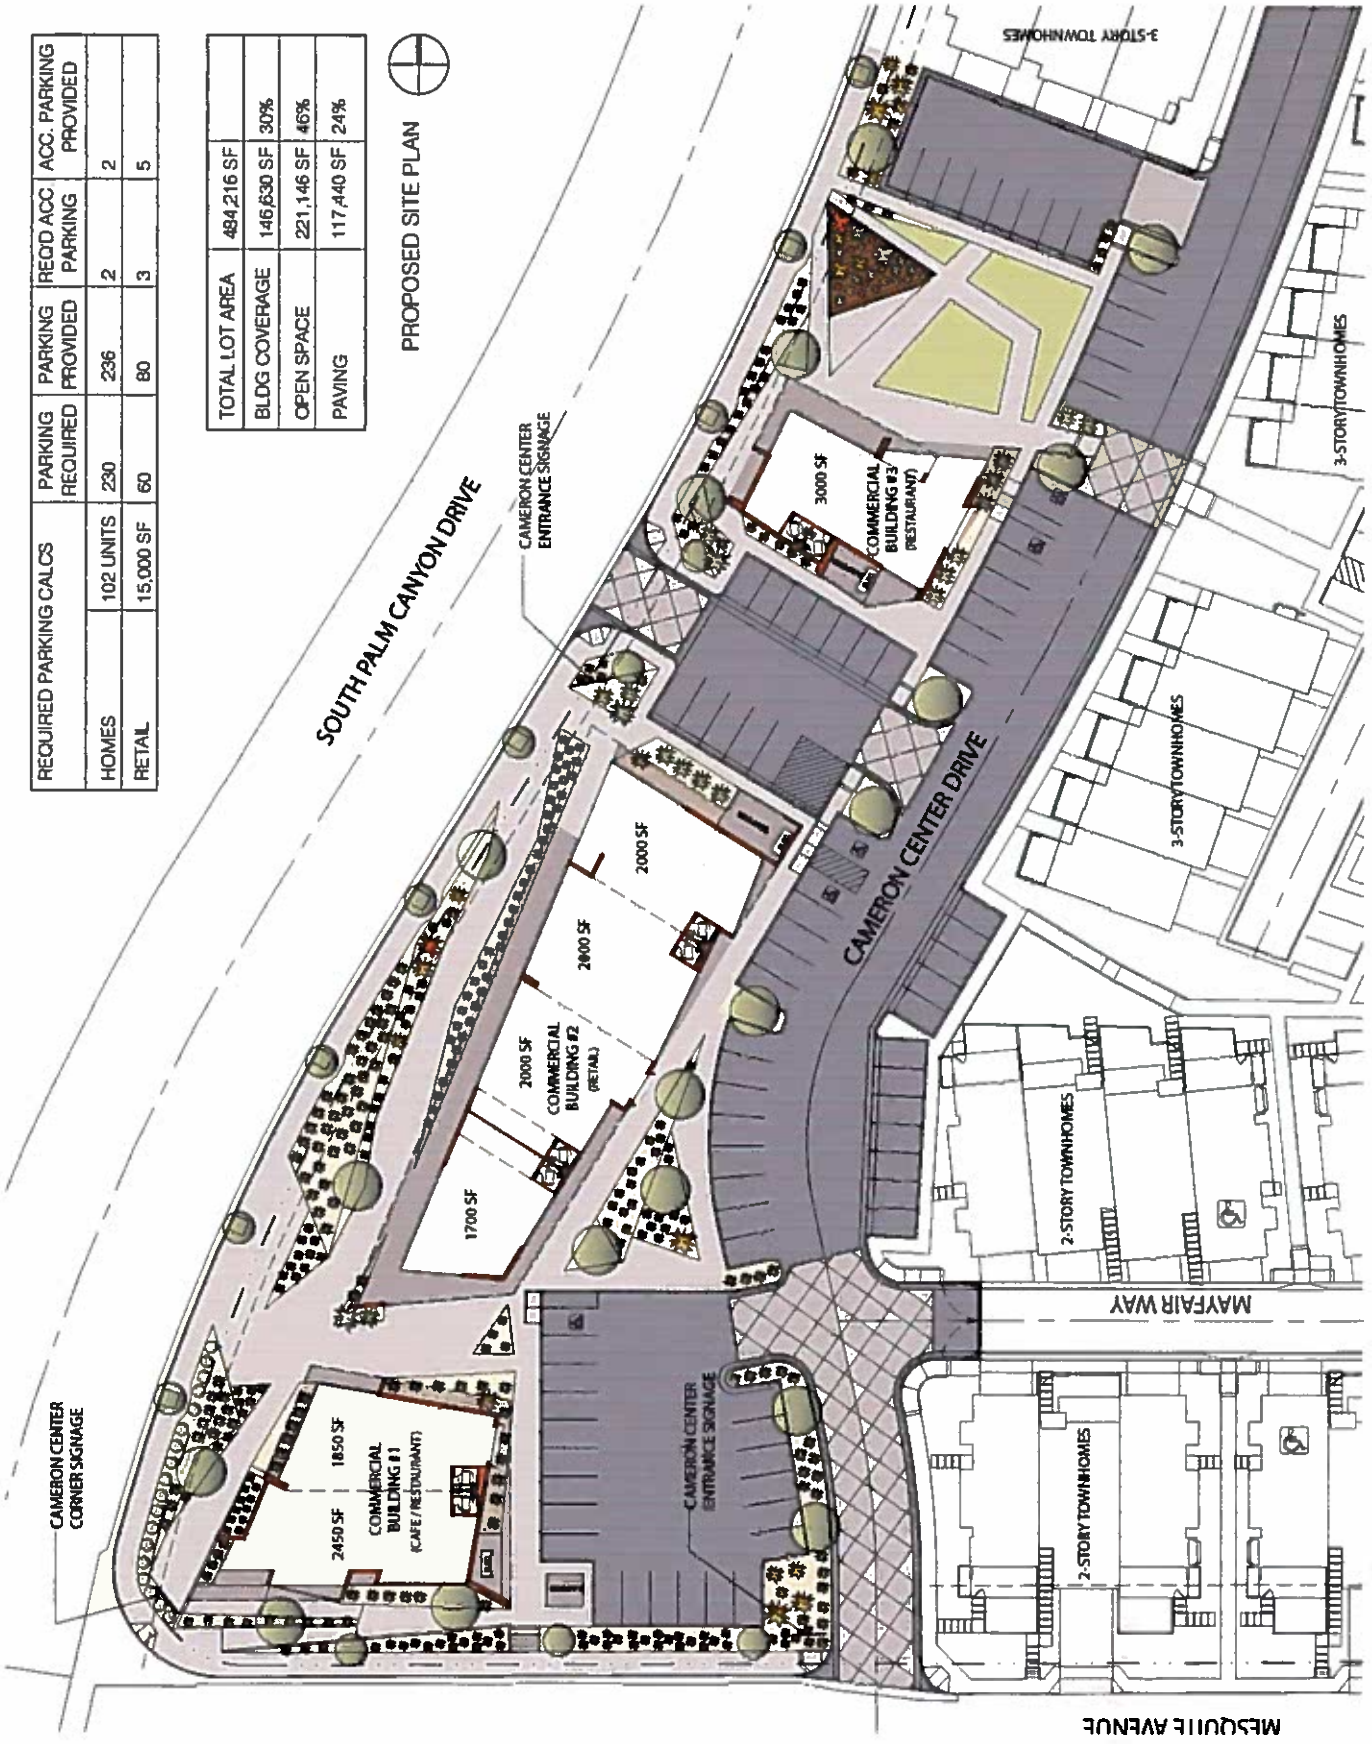 REQUIRED PARKING CALCS
PARKING REQUIRED
PARKING PROVIDED
REQ'D ACC. PARKING
ACC. PARKING PROVIDED
HOMES 102 UNITS 230 236 2 2
RETAIL 15,000 SF 60 80 3 5
TOTAL LOT AREA 484,216 SF
BLDG COVERAGE 146,630 SF 30%
OPEN SPACE 221,146 SF 46%
PAVING 117,440 SF 24%
PROPOSED SITE PLAN
SOUTH PALM CANYON DRIVE
CAMERON CENTER
ENTRANCE SIGNAGE
CAMERON CENTER
CORNER SIGNAGE
2450 SF
1850 SF
COMMERCIAL
BUILDING #1
(CAFE / RESTAURANT)
1700 SF
2000 SF
COMMERCIAL
BUILDING #2
(RETAIL)
2000 SF
2000 SF
3000 SF
COMMERCIAL
BUILDING #3
(RESTAURANT)
CAMERON CENTER
ENTRANCE SIGNAGE
CAMERON CENTER DRIVE
MAYFAIR WAY
MESQUITE AVENUE
2-STORY TOWNHOMES
2-STORY TOWNHOMES
3-STORY TOWNHOMES
3-STORY TOWNHOMES
3-STORY TOWNHOMES